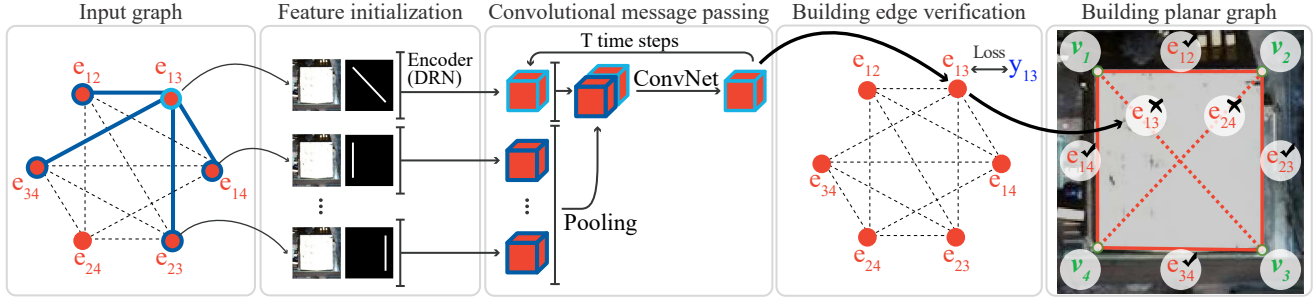 Input graph
e12
e13
e34
e14
e24
e23
Feature initialization
Encoder
(DRN)
Convolutional message passing
T time steps
ConvNet
Pooling
Building edge verification
e12
e13
Loss
y13
e34
e14
e24
e23
Building planar graph
v1
e12
v2
e13
e24
e14
e23
v4
e34
v3